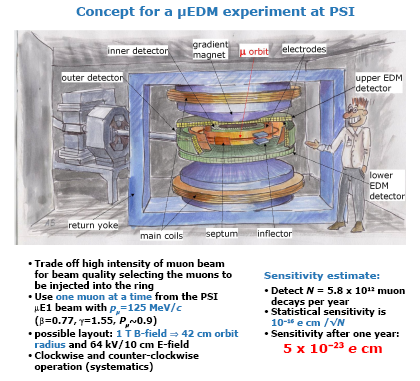 Concept for a μEDM experiment at PSI
inner detector
gradient
magnet
μ orbit
electrodes
outer detector
upper EDM
detector
lower
EDM
detector
return yoke
main coils
septum
inflector
• Trade off high intensity of muon beam
for beam quality selecting the muons to
be injected into the ring
• Use one muon at a time from the PSI
μE1 beam with pμ=125 MeV/c
(β=0.77, γ=1.55, Pμ~0.9)
• possible layout: 1 T B-field ⇒ 42 cm orbit
radius and 64 kV/10 cm E-field
• Clockwise and counter-clockwise
operation (systematics)
Sensitivity estimate:
• Detect N = 5.8 x 10¹² muon
decays per year
• Statistical sensitivity is
10⁻¹⁶ e cm /√N
• Sensitivity after one year:
5 x 10⁻²³ e cm